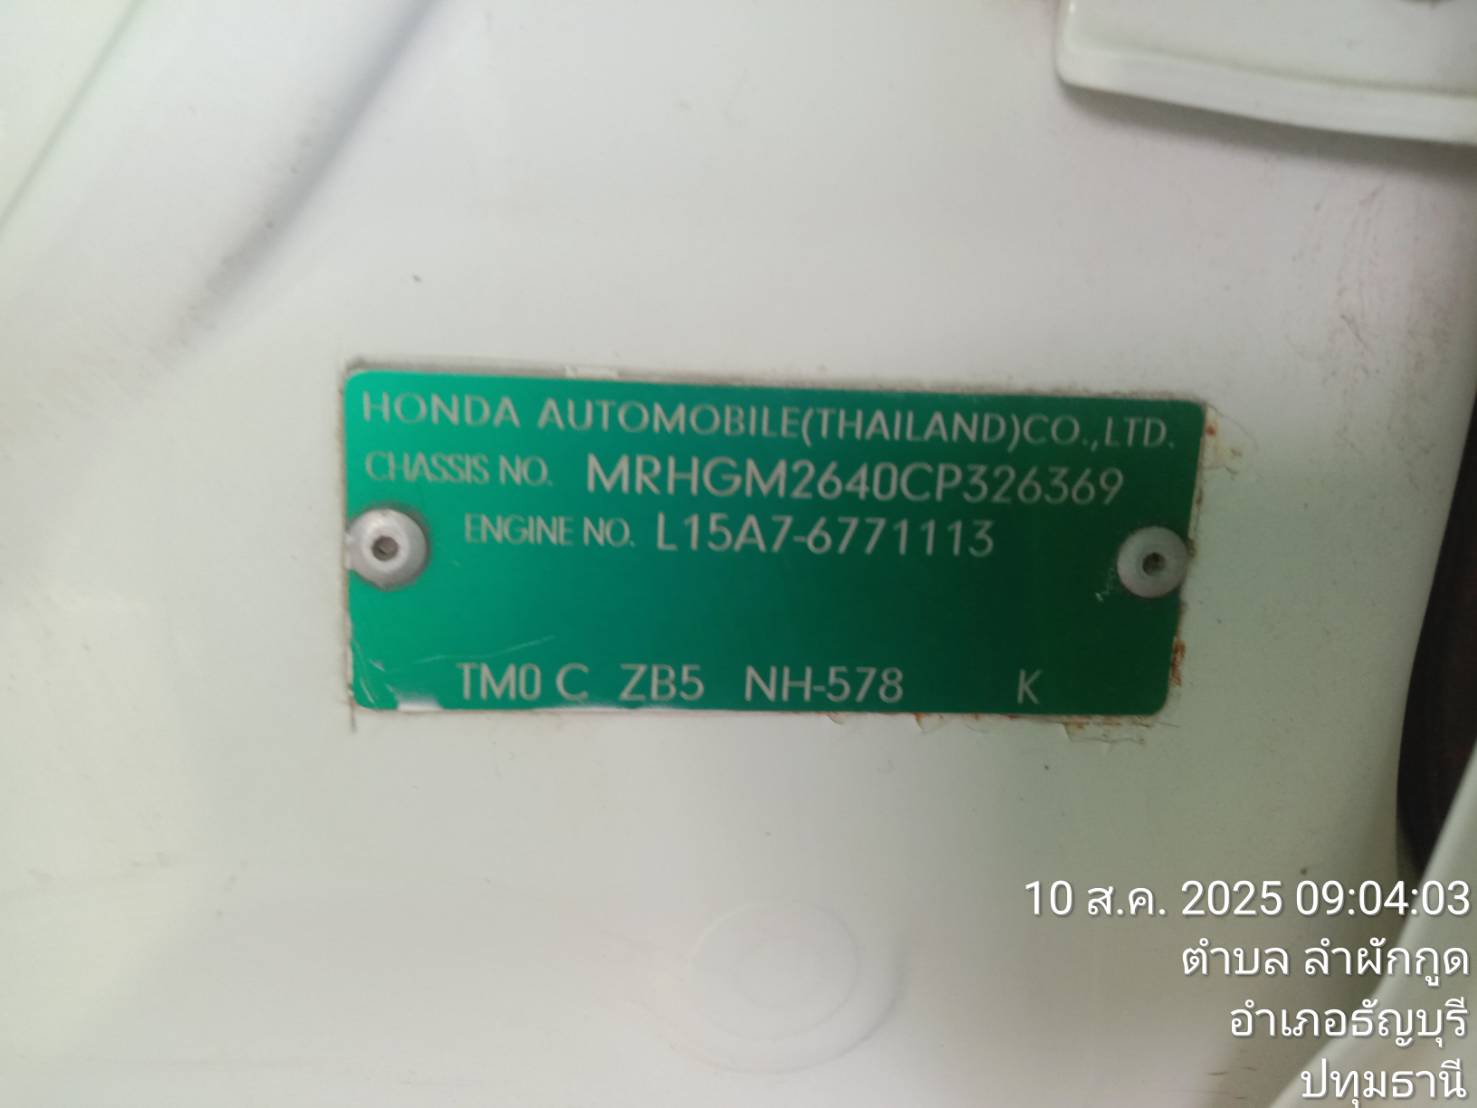 HONDA AUTOMOBILE(THAILAND)CO.,LTD.
CHASSIS NO. MRHGM2640CP326369
ENGINE NO. L15A7-6771113
TM0 C ZB5 NH-578 K
10 ส.ค. 2025 09:04:03
ตำบล ลำผักกูด
อำเภอธัญบุรี
ปทุมธานี